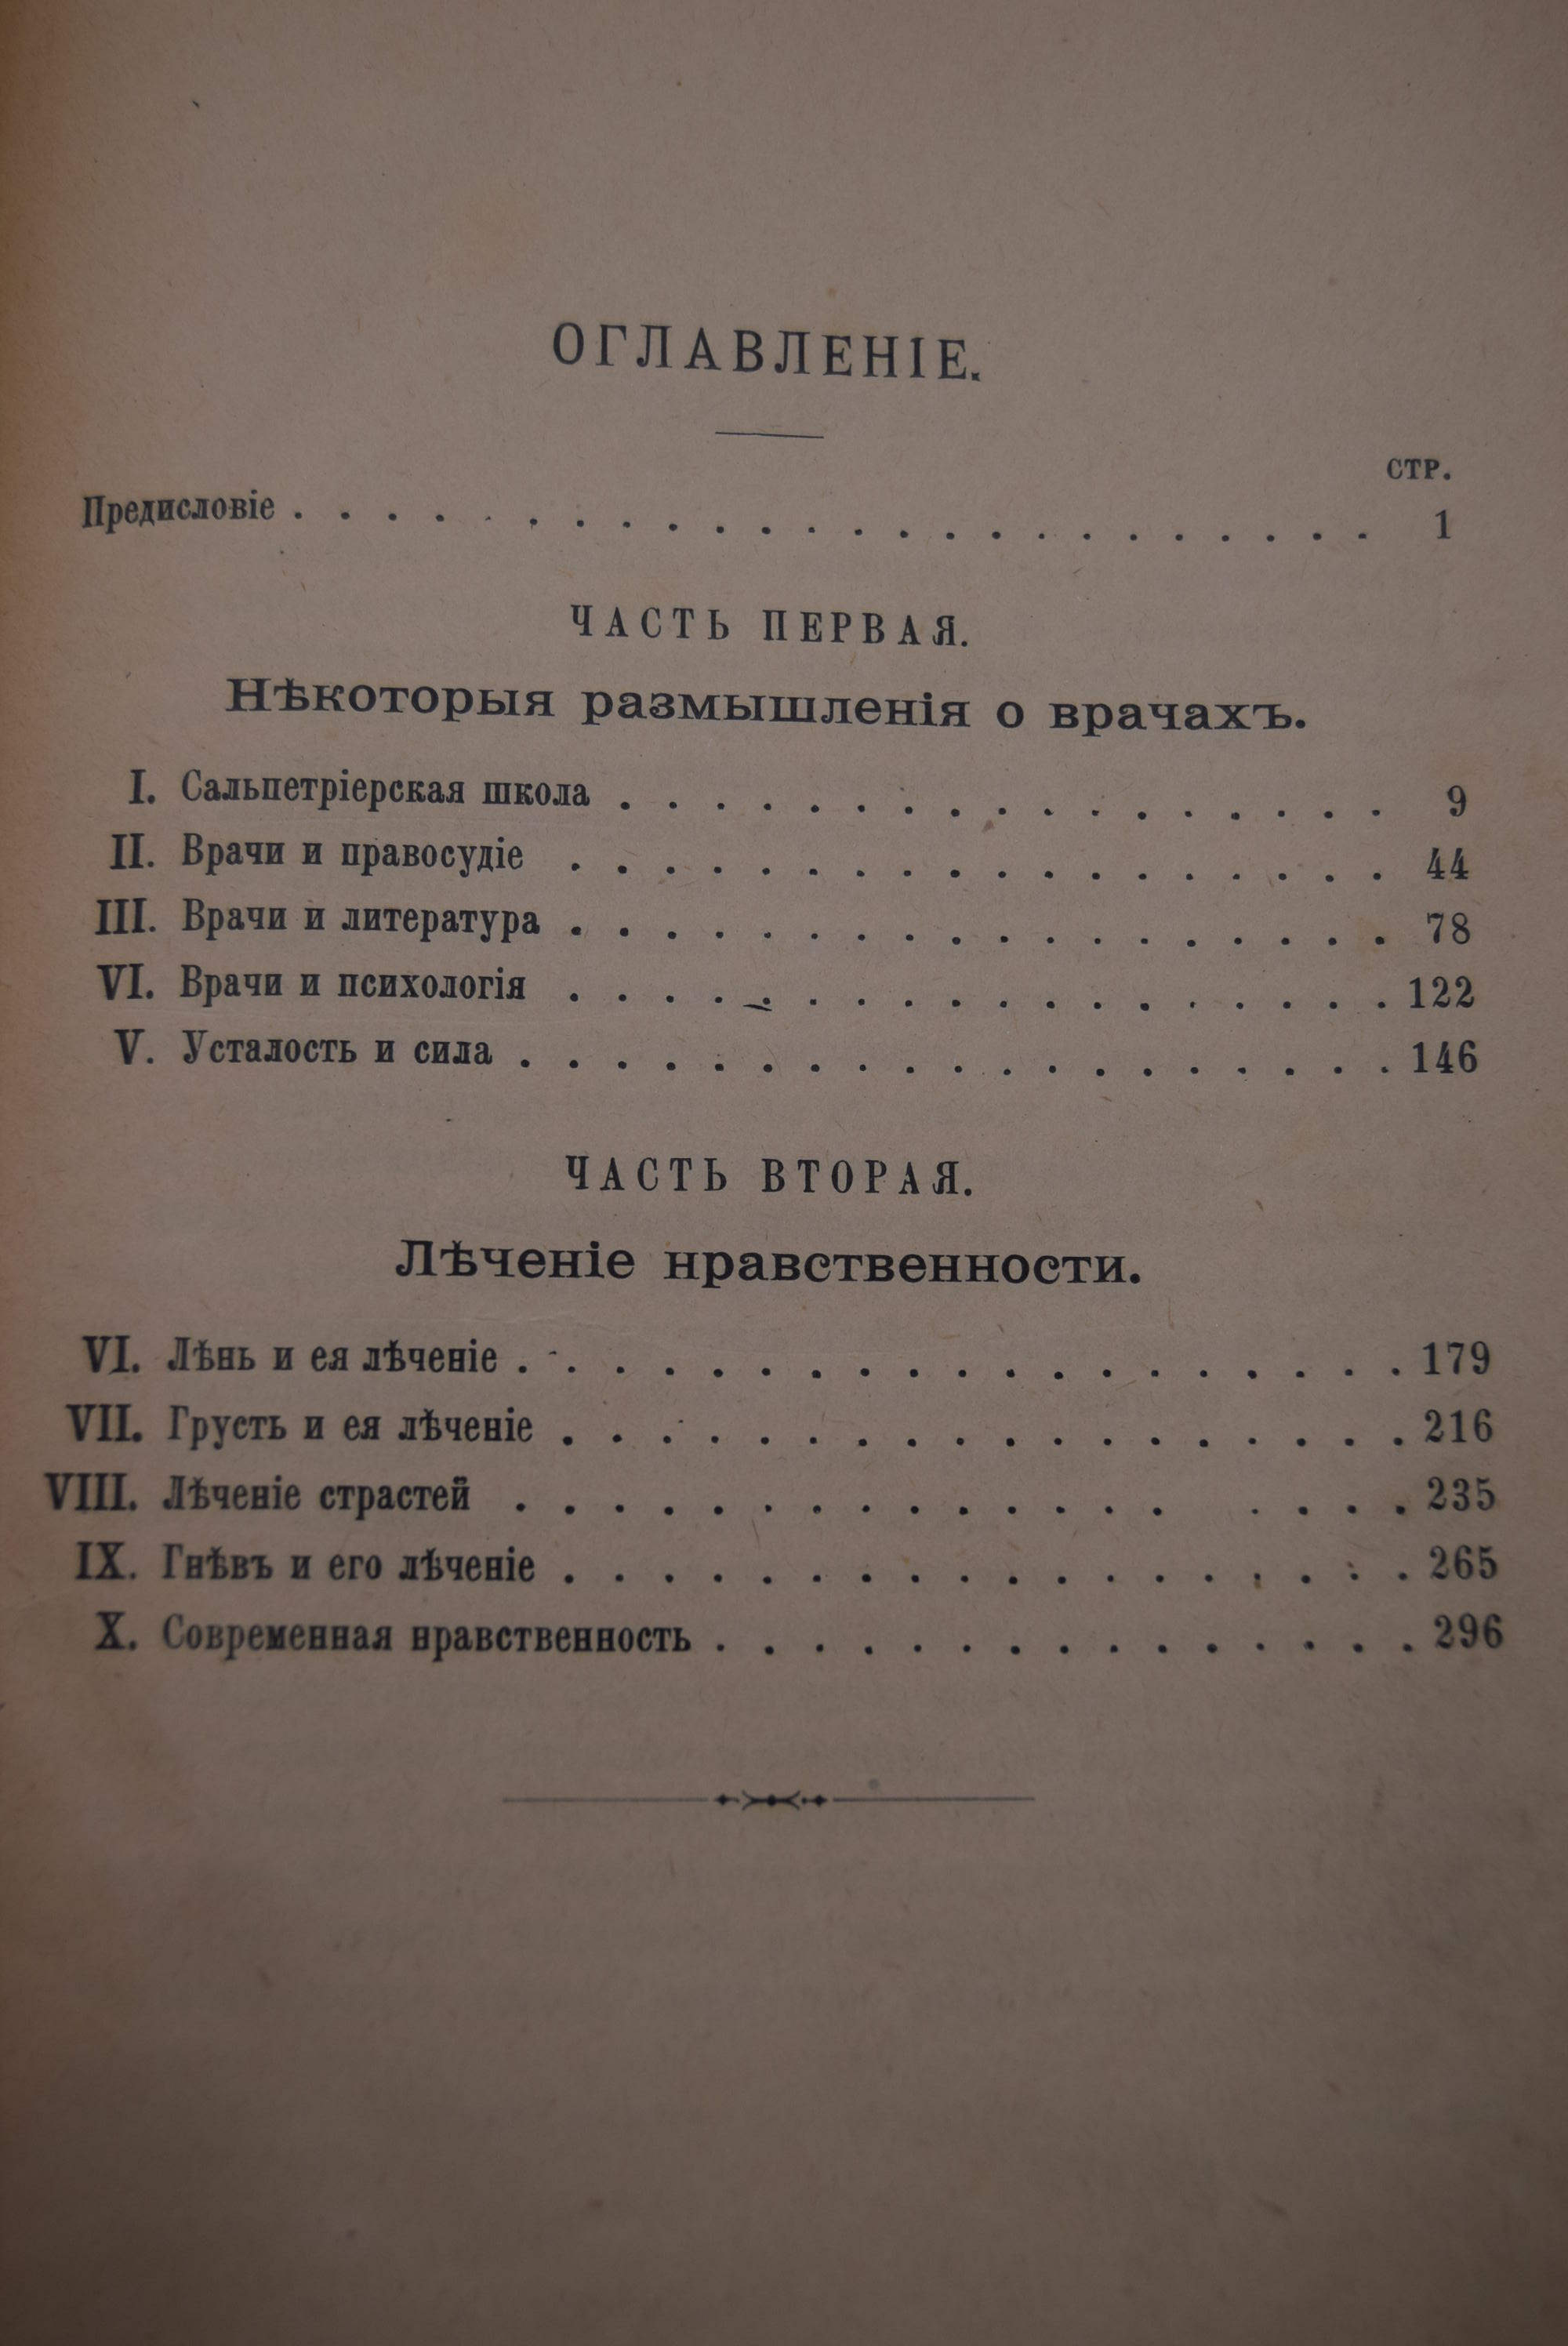 ОГЛАВЛЕНІЕ.
СТР.
Предисловіе . . . . . . . . . . . . . . . . . . . . . . . . 1
ЧАСТЬ ПЕРВАЯ.
Нѣкоторыя размышленія о врачахъ.
I. Сальпетріерская школа . . . . . . . . . . . . . . . . . 9
II. Врачи и правосудіе . . . . . . . . . . . . . . . . . . 44
III. Врачи и литература . . . . . . . . . . . . . . . . . . 78
VI. Врачи и психологія . . . . . . . . . . . . . . . . . . 122
V. Усталость и сила . . . . . . . . . . . . . . . . . . . 146
ЧАСТЬ ВТОРАЯ.
Лѣченіе нравственности.
VI. Лѣнь и ея лѣченіе . . . . . . . . . . . . . . . . . . . 179
VII. Грусть и ея лѣченіе . . . . . . . . . . . . . . . . . . 216
VIII. Лѣченіе страстей . . . . . . . . . . . . . . . . . . 235
IX. Гнѣвъ и его лѣченіе . . . . . . . . . . . . . . . . . . 265
X. Современная нравственность . . . . . . . . . . . . . . . 296